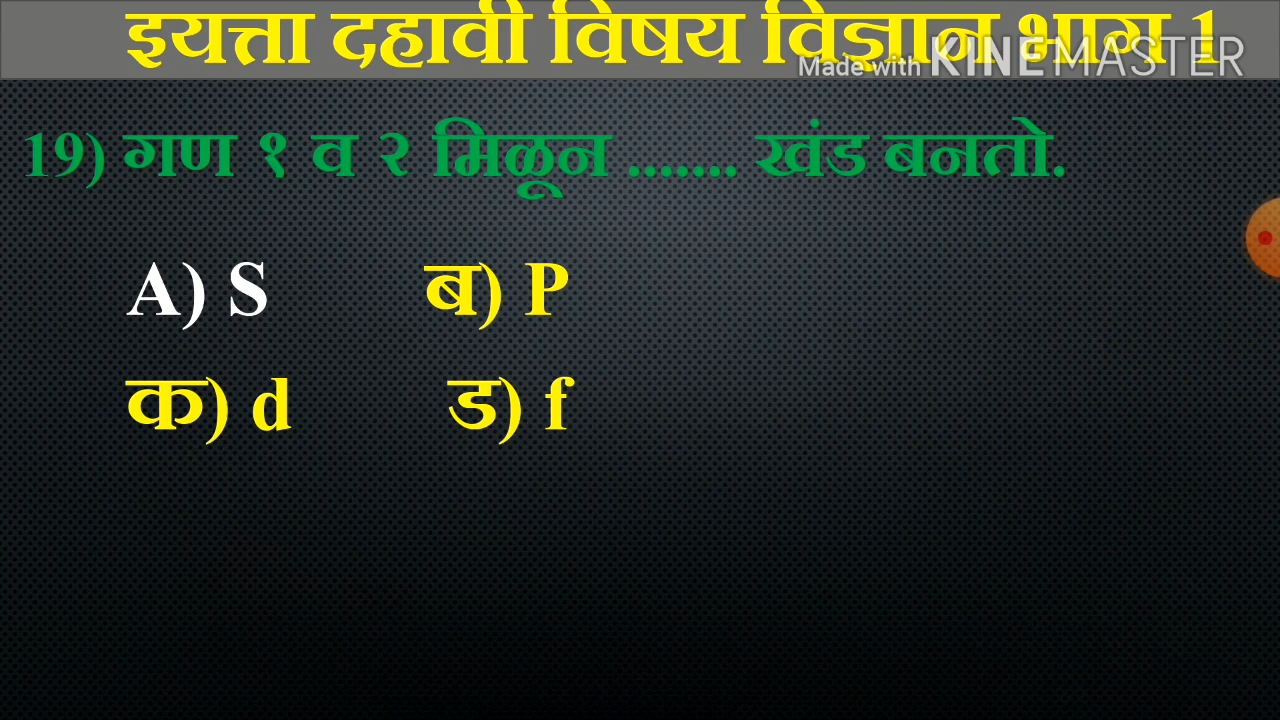 इयत्ता दहावी विषय विज्ञान भाग 1
Made with KINEMASTER
19) गण १ व २ मिळून ....... खंड बनतो.
A) S ब) P
क) d ड) f